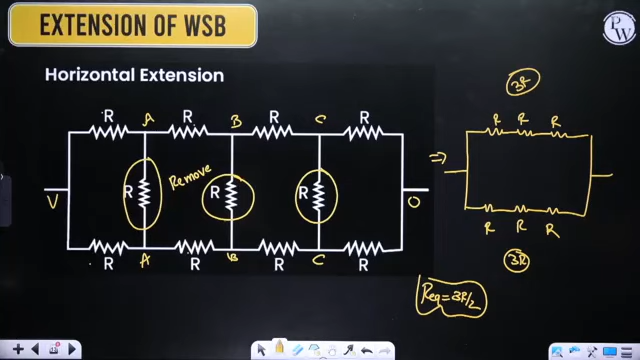 EXTENSION OF WSB
PW
Horizontal Extension
3R
R A R B R C R
R R R
R Remove R R
⇒
V O
A B C
R R R R
R R R
3R
Req = 3R/2